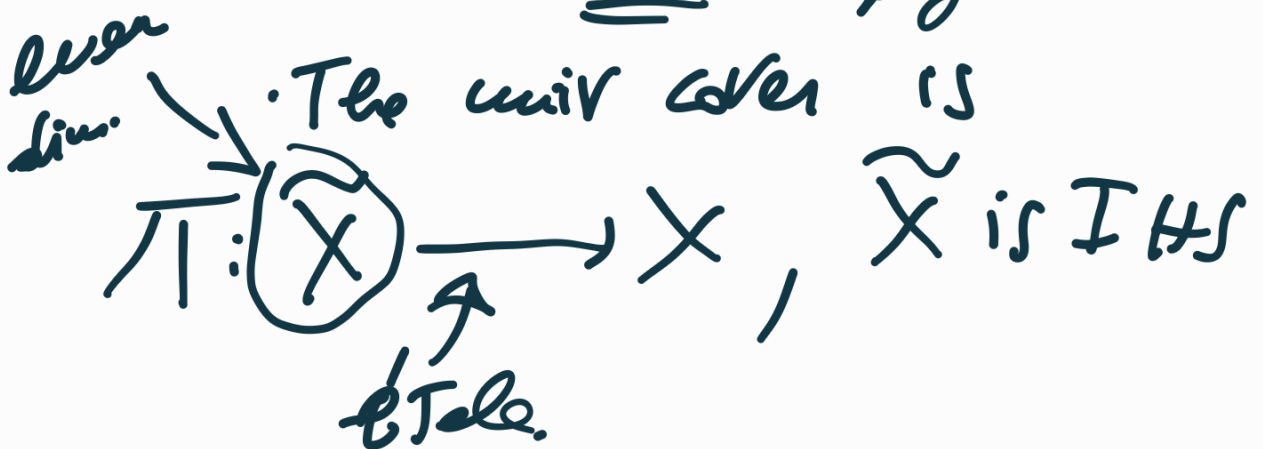 even
dim.
· The univ cover is
π: X̃ → X, X̃ is IHS
étale.